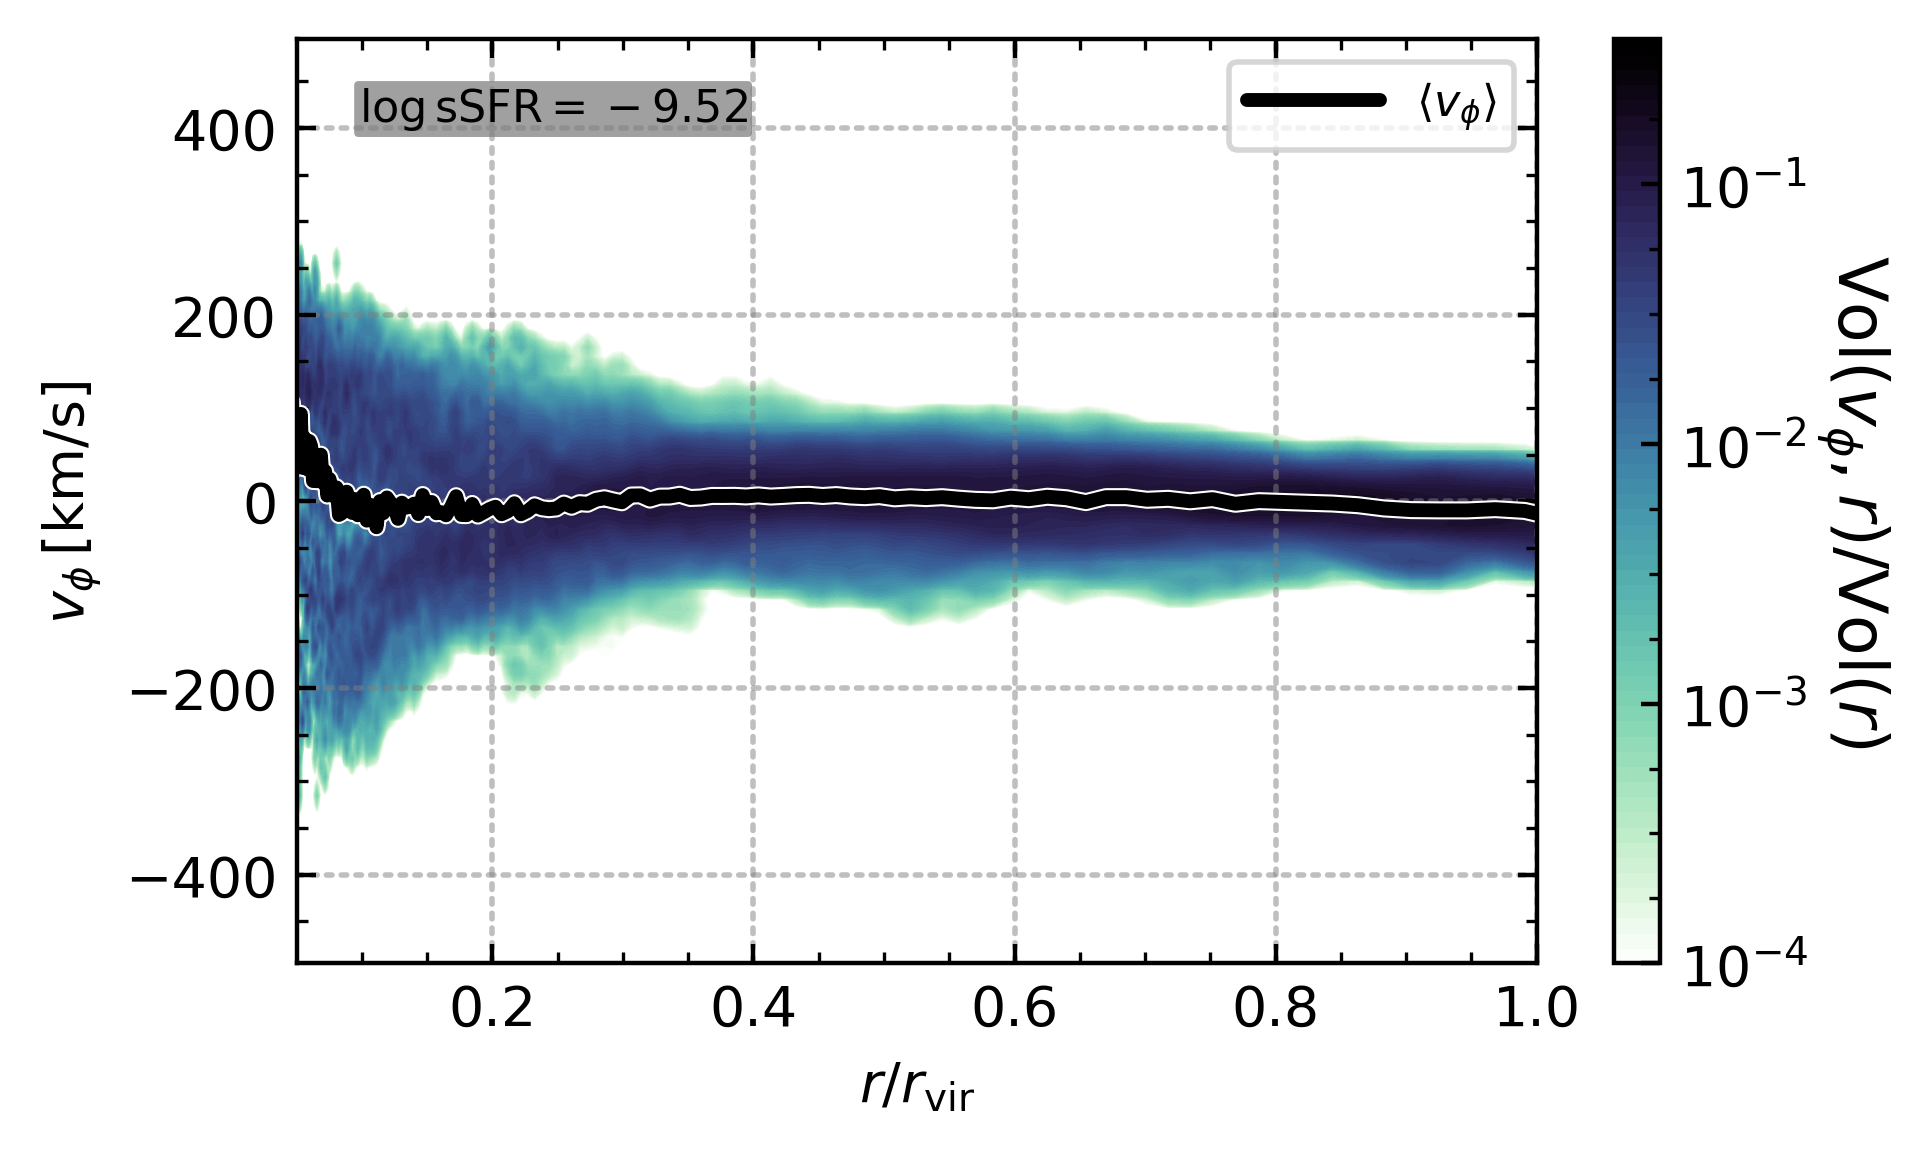 log sSFR = − 9.52
⟨v_ϕ⟩
400
200
0
−200
−400
v_ϕ [km/s]
0.2 0.4 0.6 0.8 1.0
r/r_vir
10⁻¹
10⁻²
10⁻³
10⁻⁴
Vol(v_ϕ, r)/Vol(r)